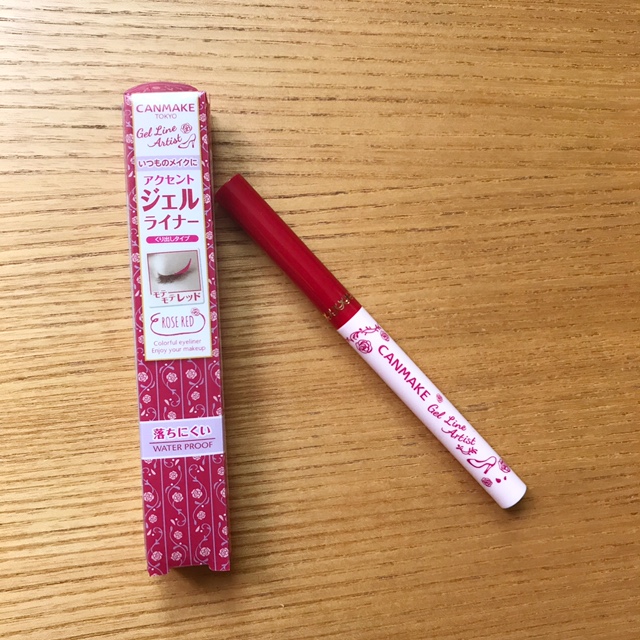 CANMAKE
TOKYO
Gel Line
Artist
いつものメイクに
アクセント
ジェル
ライナー
くり出しタイプ
モテ
モテレッド
ROSE RED
Colorful eyeliner
Enjoy your makeup
落ちにくい
WATER PROOF
CANMAKE
Gel Line
Artist